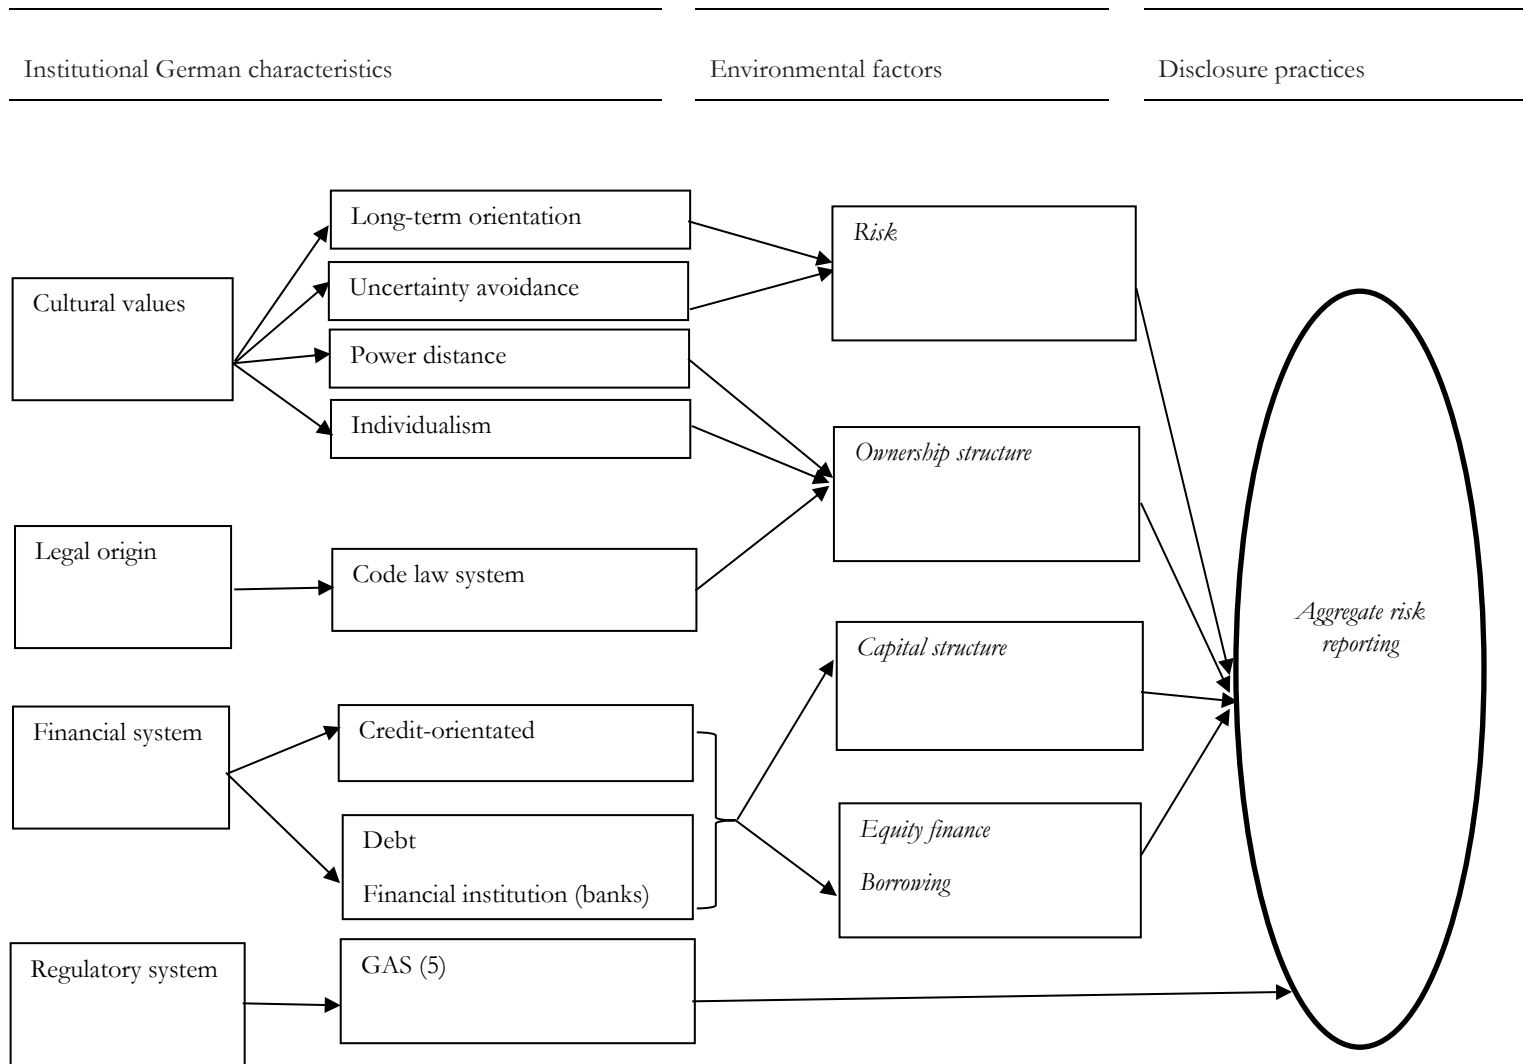 Institutional German characteristics
Environmental factors
Disclosure practices
Cultural values
Long-term orientation
Uncertainty avoidance
Power distance
Individualism
Risk
Ownership structure
Legal origin
Code law system
Capital structure
Aggregate risk
reporting
Financial system
Credit-orientated
Debt
Financial institution (banks)
Equity finance
Borrowing
Regulatory system
GAS (5)